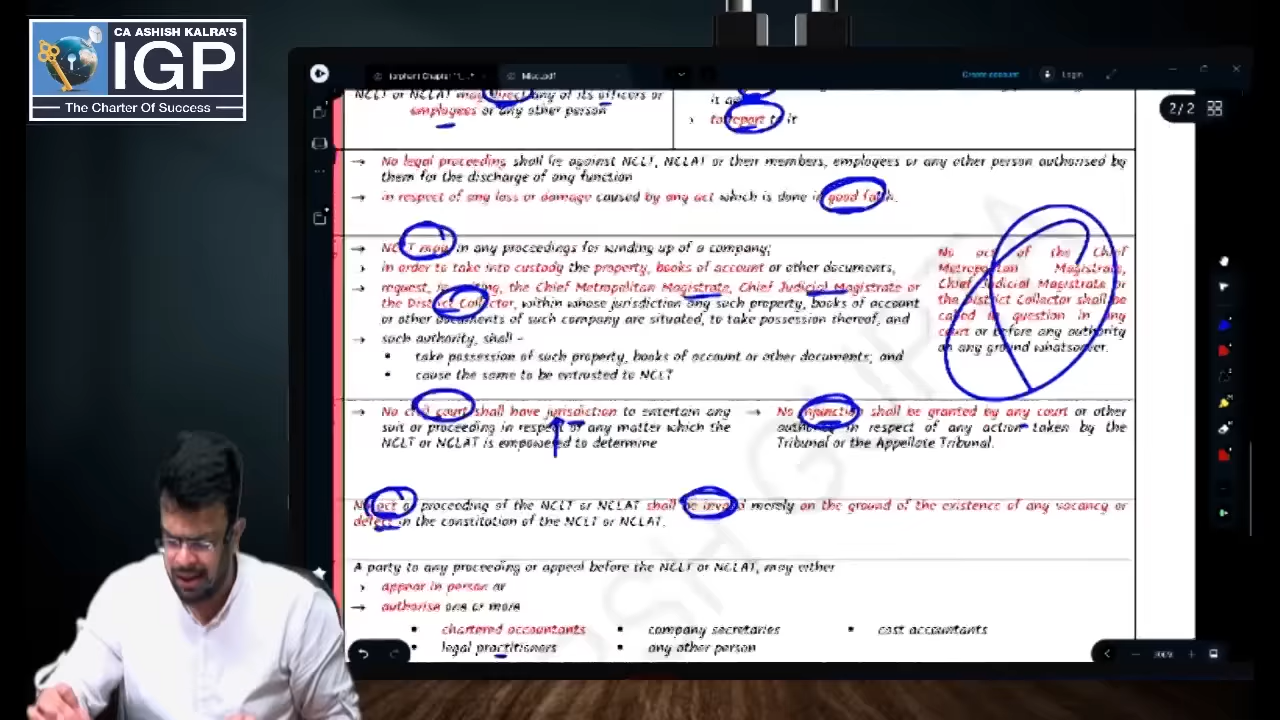 CA ASHISH KALRA'S
IGP
The Charter Of Success
Misc.pdf
Create account
Login
2/2
NCLT or NCLAT may direct any of its officers or
employees or any other person
to report to it
→ No legal proceeding shall lie against NCLT, NCLAT or their members, employees or any other person authorised by
them for the discharge of any function
→ in respect of any loss or damage caused by any act which is done in good faith.
→ NCLT may in any proceedings for winding up of a company;
› in order to take into custody the property, books of account or other documents,
→ request, in writing, the Chief Metropolitan Magistrate, Chief Judicial Magistrate or
the District Collector, within whose jurisdiction any such property, books of account
or other documents of such company are situated, to take possession thereof, and
→ such authority, shall -
• take possession of such property, books of account or other documents; and
• cause the same to be entrusted to NCLT
No act of the Chief
Metropolitan Magistrate,
Chief Judicial Magistrate or
the District Collector shall be
called in question in any
court or before any authority
on any ground whatsoever.
→ No civil court shall have jurisdiction to entertain any
suit or proceeding in respect of any matter which the
NCLT or NCLAT is empowered to determine
→ No injunction shall be granted by any court or other
authority in respect of any action taken by the
Tribunal or the Appellate Tribunal.
No act or proceeding of the NCLT or NCLAT shall be invalid merely on the ground of the existence of any vacancy or
defect in the constitution of the NCLT or NCLAT.
A party to any proceeding or appeal before the NCLT or NCLAT, may either
› appear in person or
→ authorise one or more
• chartered accountants • company secretaries • cost accountants
• legal practitioners • any other person